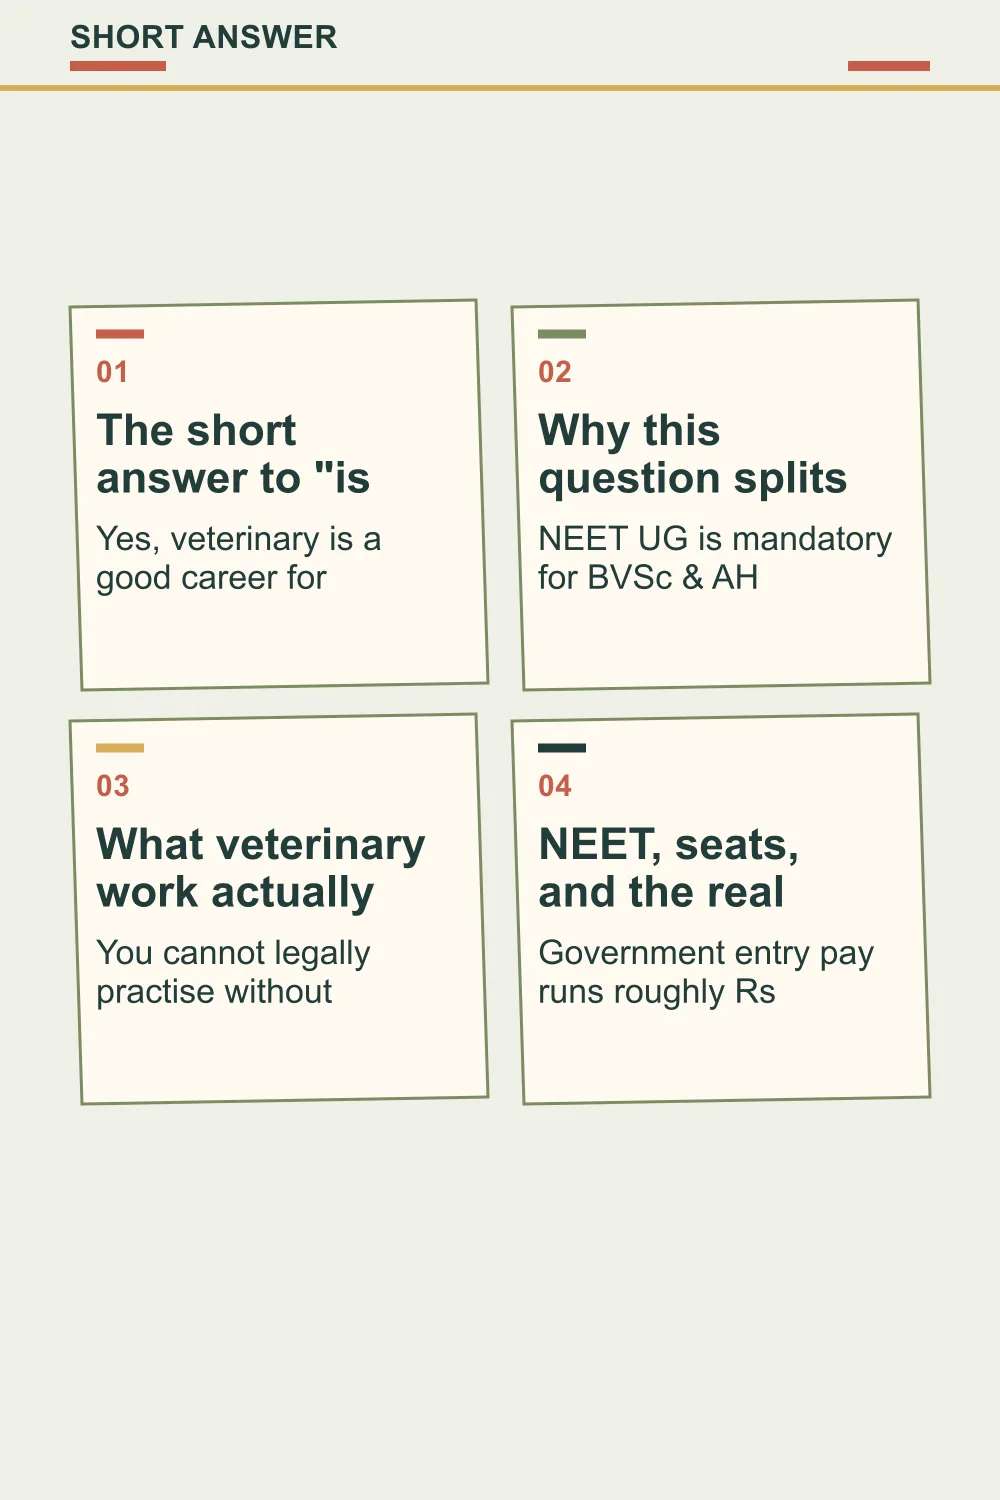 SHORT ANSWER
01
The short
answer to "is
Yes, veterinary is a
good career for
02
Why this
question splits
NEET UG is mandatory
for BVSc & AH
03
What veterinary
work actually
You cannot legally
practise without
04
NEET, seats,
and the real
Government entry pay
runs roughly Rs